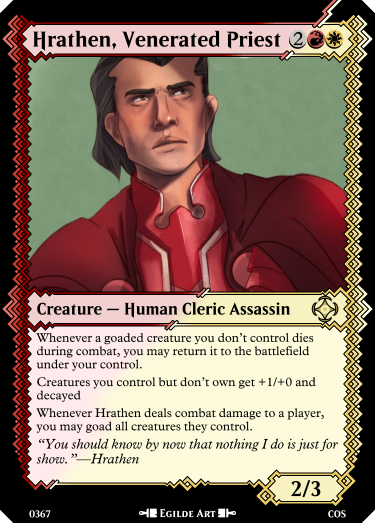 Hrathen, Venerated Priest 2
Creature — Human Cleric Assassin
Whenever a goaded creature you don't control dies
during combat, you may return it to the battlefield
under your control.
Creatures you control but don't own get +1/+0 and
decayed
Whenever Hrathen deals combat damage to a player,
you may goad all creatures they control.
“You should know by now that nothing I do is just for
show.”—Hrathen
2/3
0367 Egilde Art COS